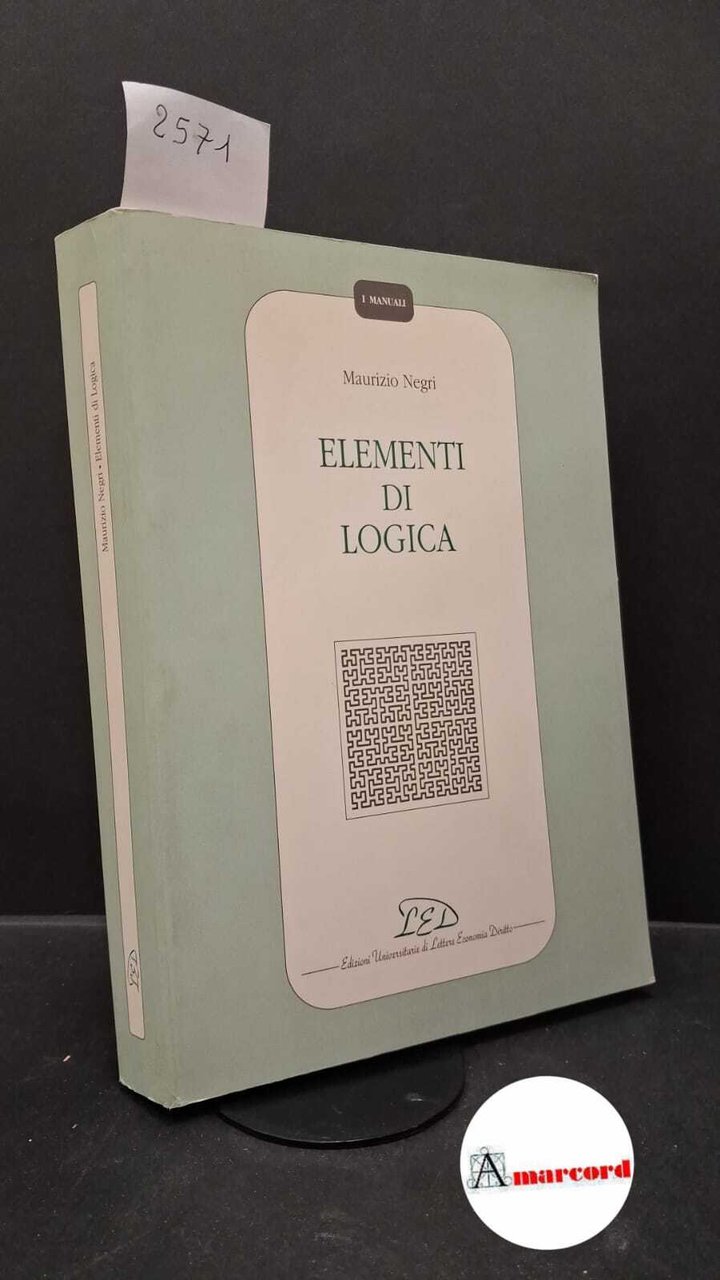 2571
I MANUALI
Maurizio Negri
ELEMENTI
DI
LOGICA
LED
Edizioni Universitarie di Lettere Economia Diritto
Maurizio Negri • Elementi di Logica
LED
Amarcord